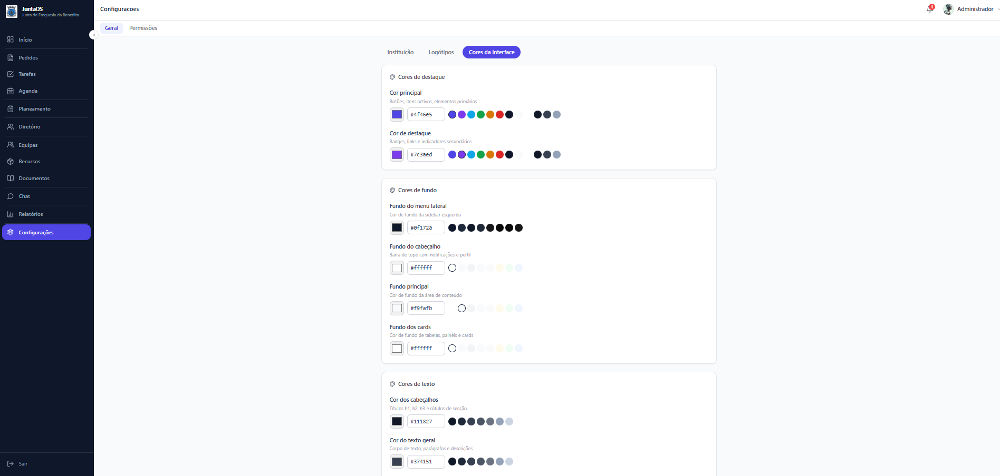 JuntaOS
Junta de Freguesia da Benedita
Configuracoes
1
Administrador
Geral
Permissões
Início
Pedidos
Tarefas
Agenda
Planeamento
Diretório
Equipas
Recursos
Documentos
Chat
Relatórios
Configurações
Sair
Instituição
Logótipos
Cores da Interface
Cores de destaque
Cor principal
Botões, itens activos, elementos primários
#4f46e5
Cor de destaque
Badges, links e indicadores secundários
#7c3aed
Cores de fundo
Fundo do menu lateral
Cor de fundo da sidebar esquerda
#0f172a
Fundo do cabeçalho
Barra de topo com notificações e perfil
#ffffff
Fundo principal
Cor de fundo da área de conteúdo
#f9fafb
Fundo dos cards
Cor de fundo de tabelas, painéis e cards
#ffffff
Cores de texto
Cor dos cabeçalhos
Títulos h1, h2, h3 e rótulos de secção
#111827
Cor do texto geral
Corpo de texto, parágrafos e descrições
#374151